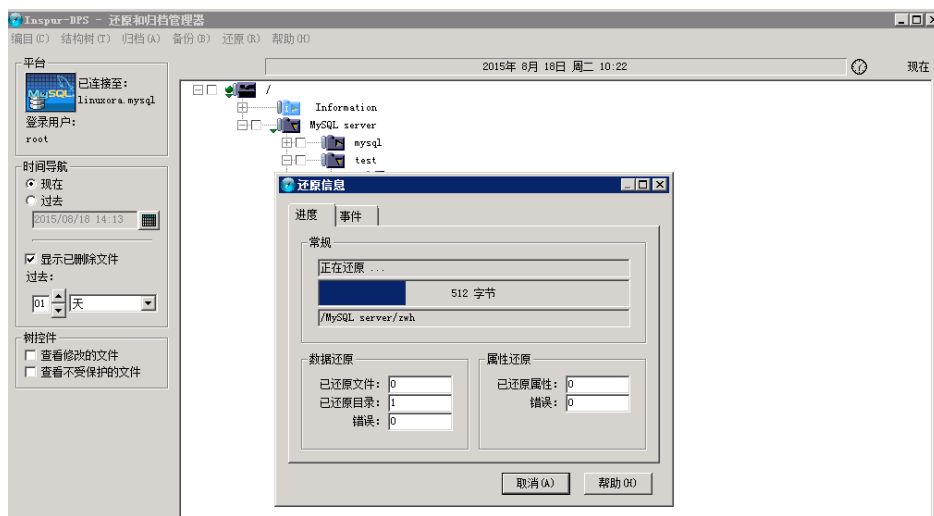 Inspur-DPS - 还原和归档管理器
编目(C) 结构树(T) 归档(A) 备份(B) 还原(R) 帮助(H)
平台
MySQL
已连接至:
linuxora.mysql
登录用户:
root
2015年 8月 18日 周二 10:22
现在
/
Information
MySQL server
mysql
test
时间导航
现在
过去
2015/08/18 14:13
显示已删除文件
过去:
01 天
树控件
查看修改的文件
查看不受保护的文件
还原信息
进度 事件
常规
正在还原 ...
512 字节
/MySQL server/zwh
数据还原
已还原文件: 0
已还原目录: 1
错误: 0
属性还原
已还原属性: 0
错误: 0
取消(A) 帮助(H)